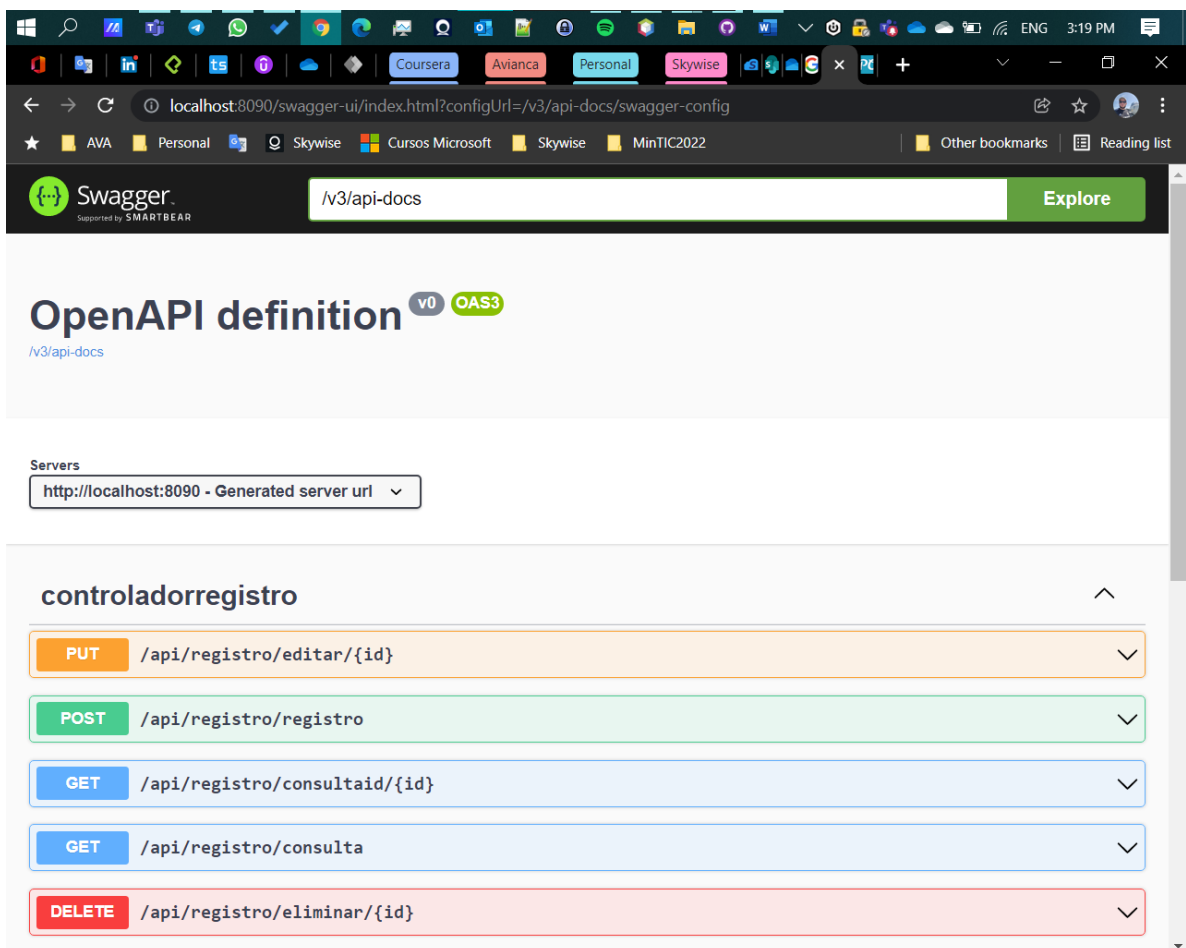 ENG 3:19 PM
in ts Coursera Avianca Personal Skywise
localhost:8090/swagger-ui/index.html?configUrl=/v3/api-docs/swagger-config
AVA Personal Skywise Cursos Microsoft Skywise MinTIC2022 Other bookmarks Reading list
Swagger.
Supported by SMARTBEAR
/v3/api-docs Explore
OpenAPI definition v0 OAS3
/v3/api-docs
Servers
http://localhost:8090 - Generated server url
controladorregistro
PUT /api/registro/editar/{id}
POST /api/registro/registro
GET /api/registro/consultaid/{id}
GET /api/registro/consulta
DELETE /api/registro/eliminar/{id}